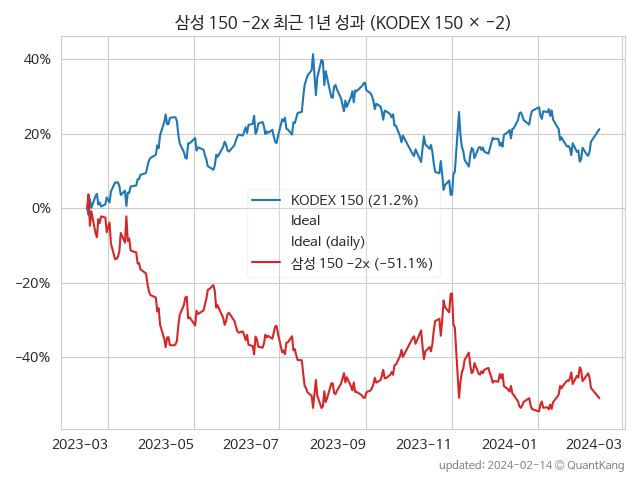 삼성 150 −2x 최근 1년 성과 (KODEX 150 × −2)
40%
20%
0%
−20%
−40%
KODEX 150 (21.2%)
Ideal
Ideal (daily)
삼성 150 −2x (−51.1%)
2023-03 2023-05 2023-07 2023-09 2023-11 2024-01 2024-03
updated: 2024-02-14 © QuantKang